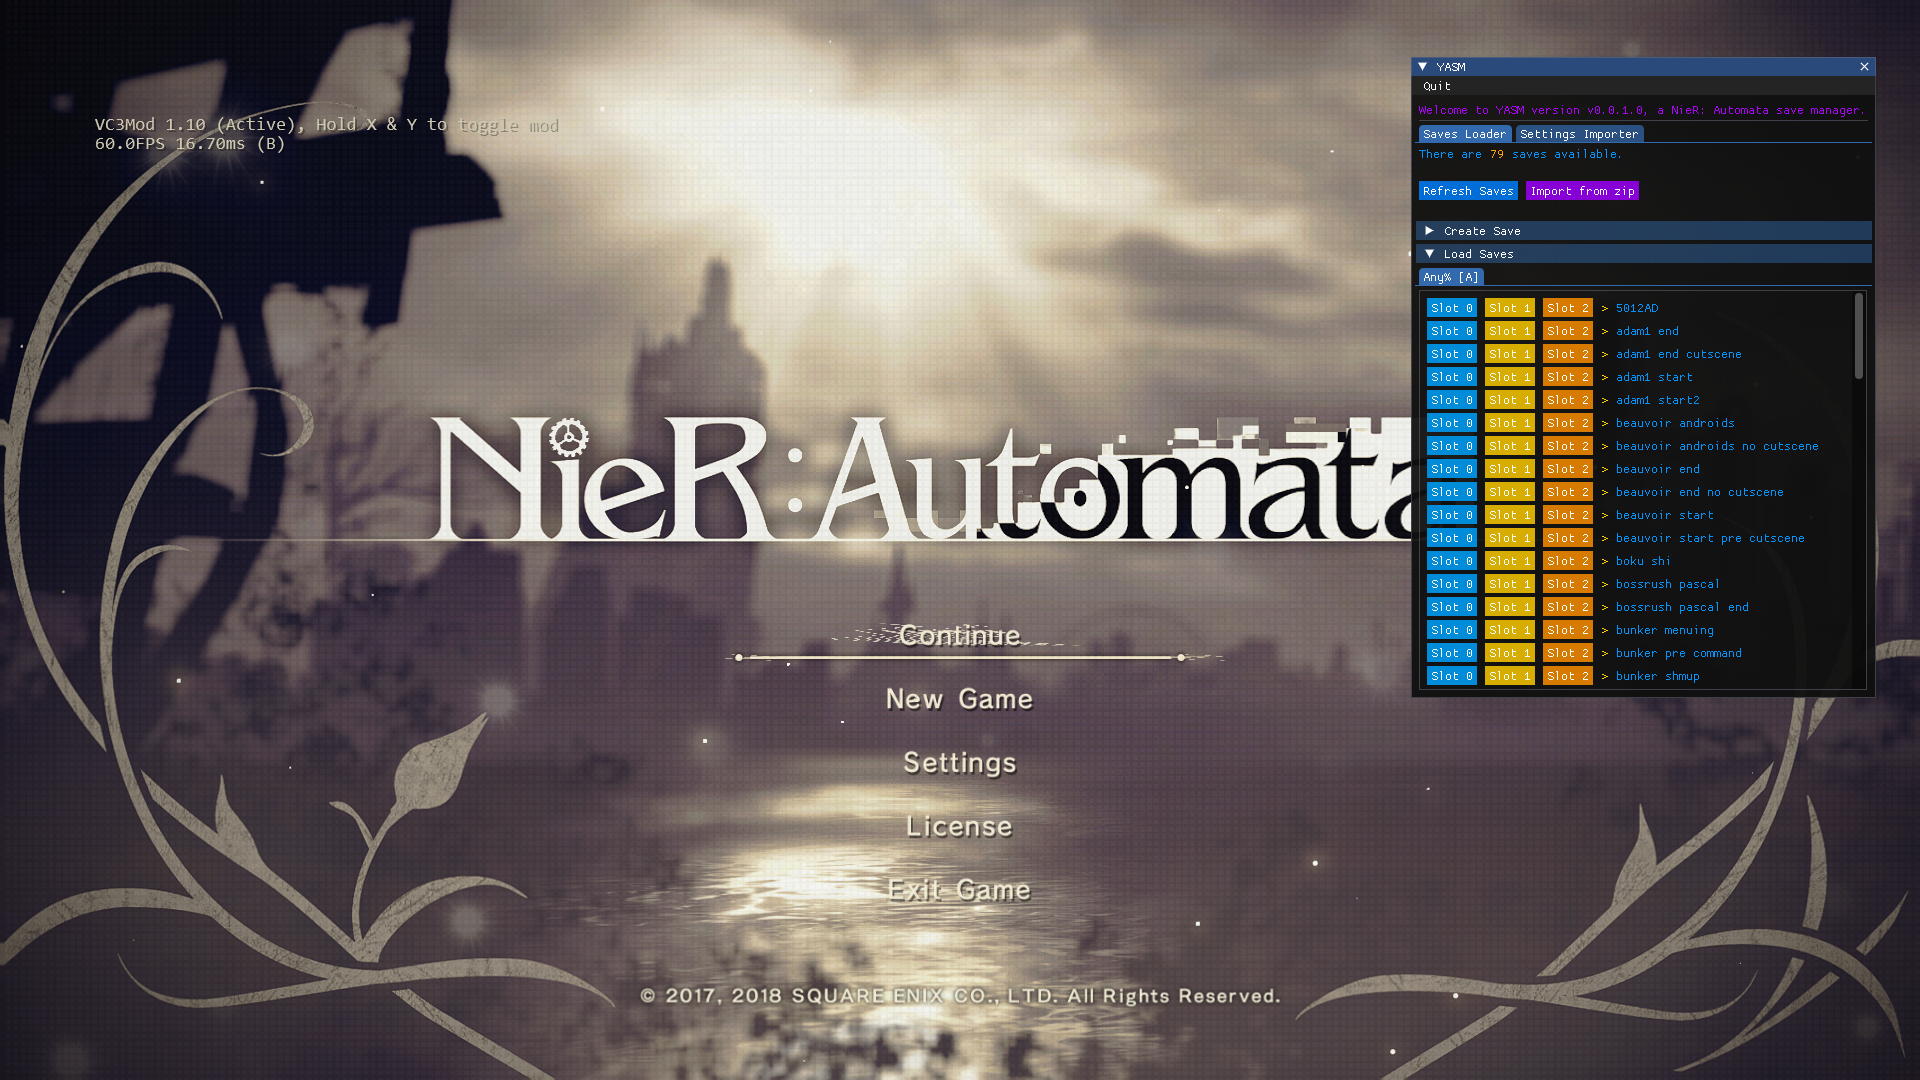 VC3Mod 1.10 (Active), Hold X & Y to toggle mod
60.0FPS 16.70ms (B)
NieR:Automata
Continue
New Game
Settings
License
Exit Game
© 2017, 2018 SQUARE ENIX CO., LTD. All Rights Reserved.
YASM
Quit
Welcome to YASM version v0.0.1.0, a NieR: Automata save manager.
Saves Loader Settings Importer
There are 79 saves available.
Refresh Saves Import from zip
Create Save
Load Saves
Any% [A]
Slot 0 Slot 1 Slot 2 > 5012AD
Slot 0 Slot 1 Slot 2 > adam1 end
Slot 0 Slot 1 Slot 2 > adam1 end cutscene
Slot 0 Slot 1 Slot 2 > adam1 start
Slot 0 Slot 1 Slot 2 > adam1 start2
Slot 0 Slot 1 Slot 2 > beauvoir androids
Slot 0 Slot 1 Slot 2 > beauvoir androids no cutscene
Slot 0 Slot 1 Slot 2 > beauvoir end
Slot 0 Slot 1 Slot 2 > beauvoir end no cutscene
Slot 0 Slot 1 Slot 2 > beauvoir start
Slot 0 Slot 1 Slot 2 > beauvoir start pre cutscene
Slot 0 Slot 1 Slot 2 > boku shi
Slot 0 Slot 1 Slot 2 > bossrush pascal
Slot 0 Slot 1 Slot 2 > bossrush pascal end
Slot 0 Slot 1 Slot 2 > bunker menuing
Slot 0 Slot 1 Slot 2 > bunker pre command
Slot 0 Slot 1 Slot 2 > bunker shmup